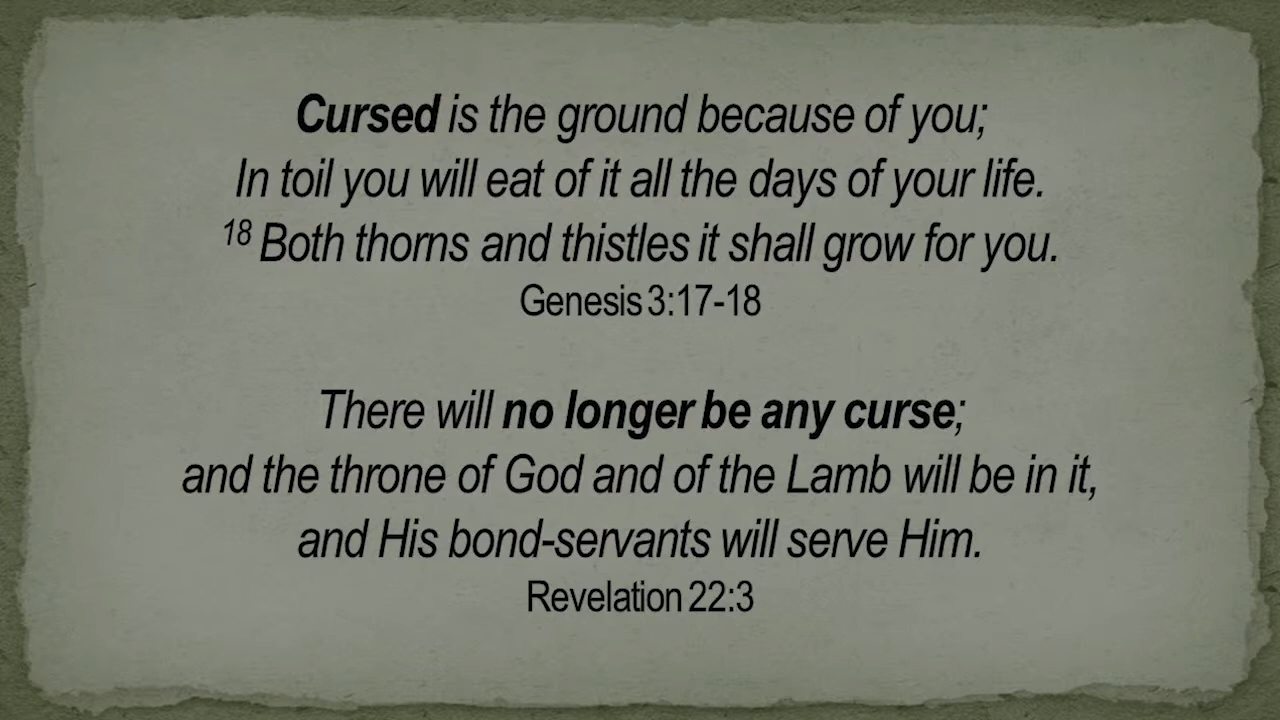 Cursed is the ground because of you;
In toil you will eat of it all the days of your life.
18 Both thorns and thistles it shall grow for you.
Genesis 3:17-18
There will no longer be any curse;
and the throne of God and of the Lamb will be in it,
and His bond-servants will serve Him.
Revelation 22:3